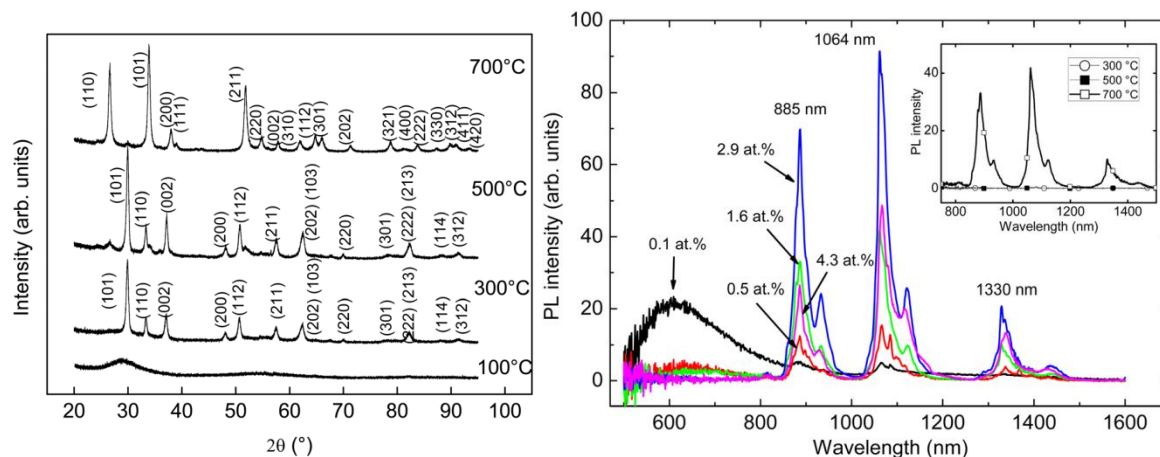 Intensity (arb. units)
700°C
(110)
(101)
(200)
(111)
(211)
(220)
(002)
(310)
(112)
(301)
(202)
(321)
(400)
(222)
(330)
(312)
(411)
(420)
500°C
(101)
(110)
(002)
(200)
(112)
(211)
(202) (103)
(220)
(301)
(222) (213)
(114)
(312)
300°C
(101)
(110)
(002)
(200)
(112)
(211)
(202) (103)
(220)
(301)
(222) (213)
(114)
(312)
100°C
20 30 40 50 60 70 80 90 100
2θ (°)
PL intensity (arb. units)
100
90
80
70
60
50
40
30
20
10
0
1064 nm
885 nm
2.9 at.%
1.6 at.%
0.1 at.%
4.3 at.%
0.5 at.%
1330 nm
600 800 1000 1200 1400 1600
Wavelength (nm)
PL intensity
40
20
0
300 °C
500 °C
700 °C
800 1000 1200 1400
Wavelength (nm)